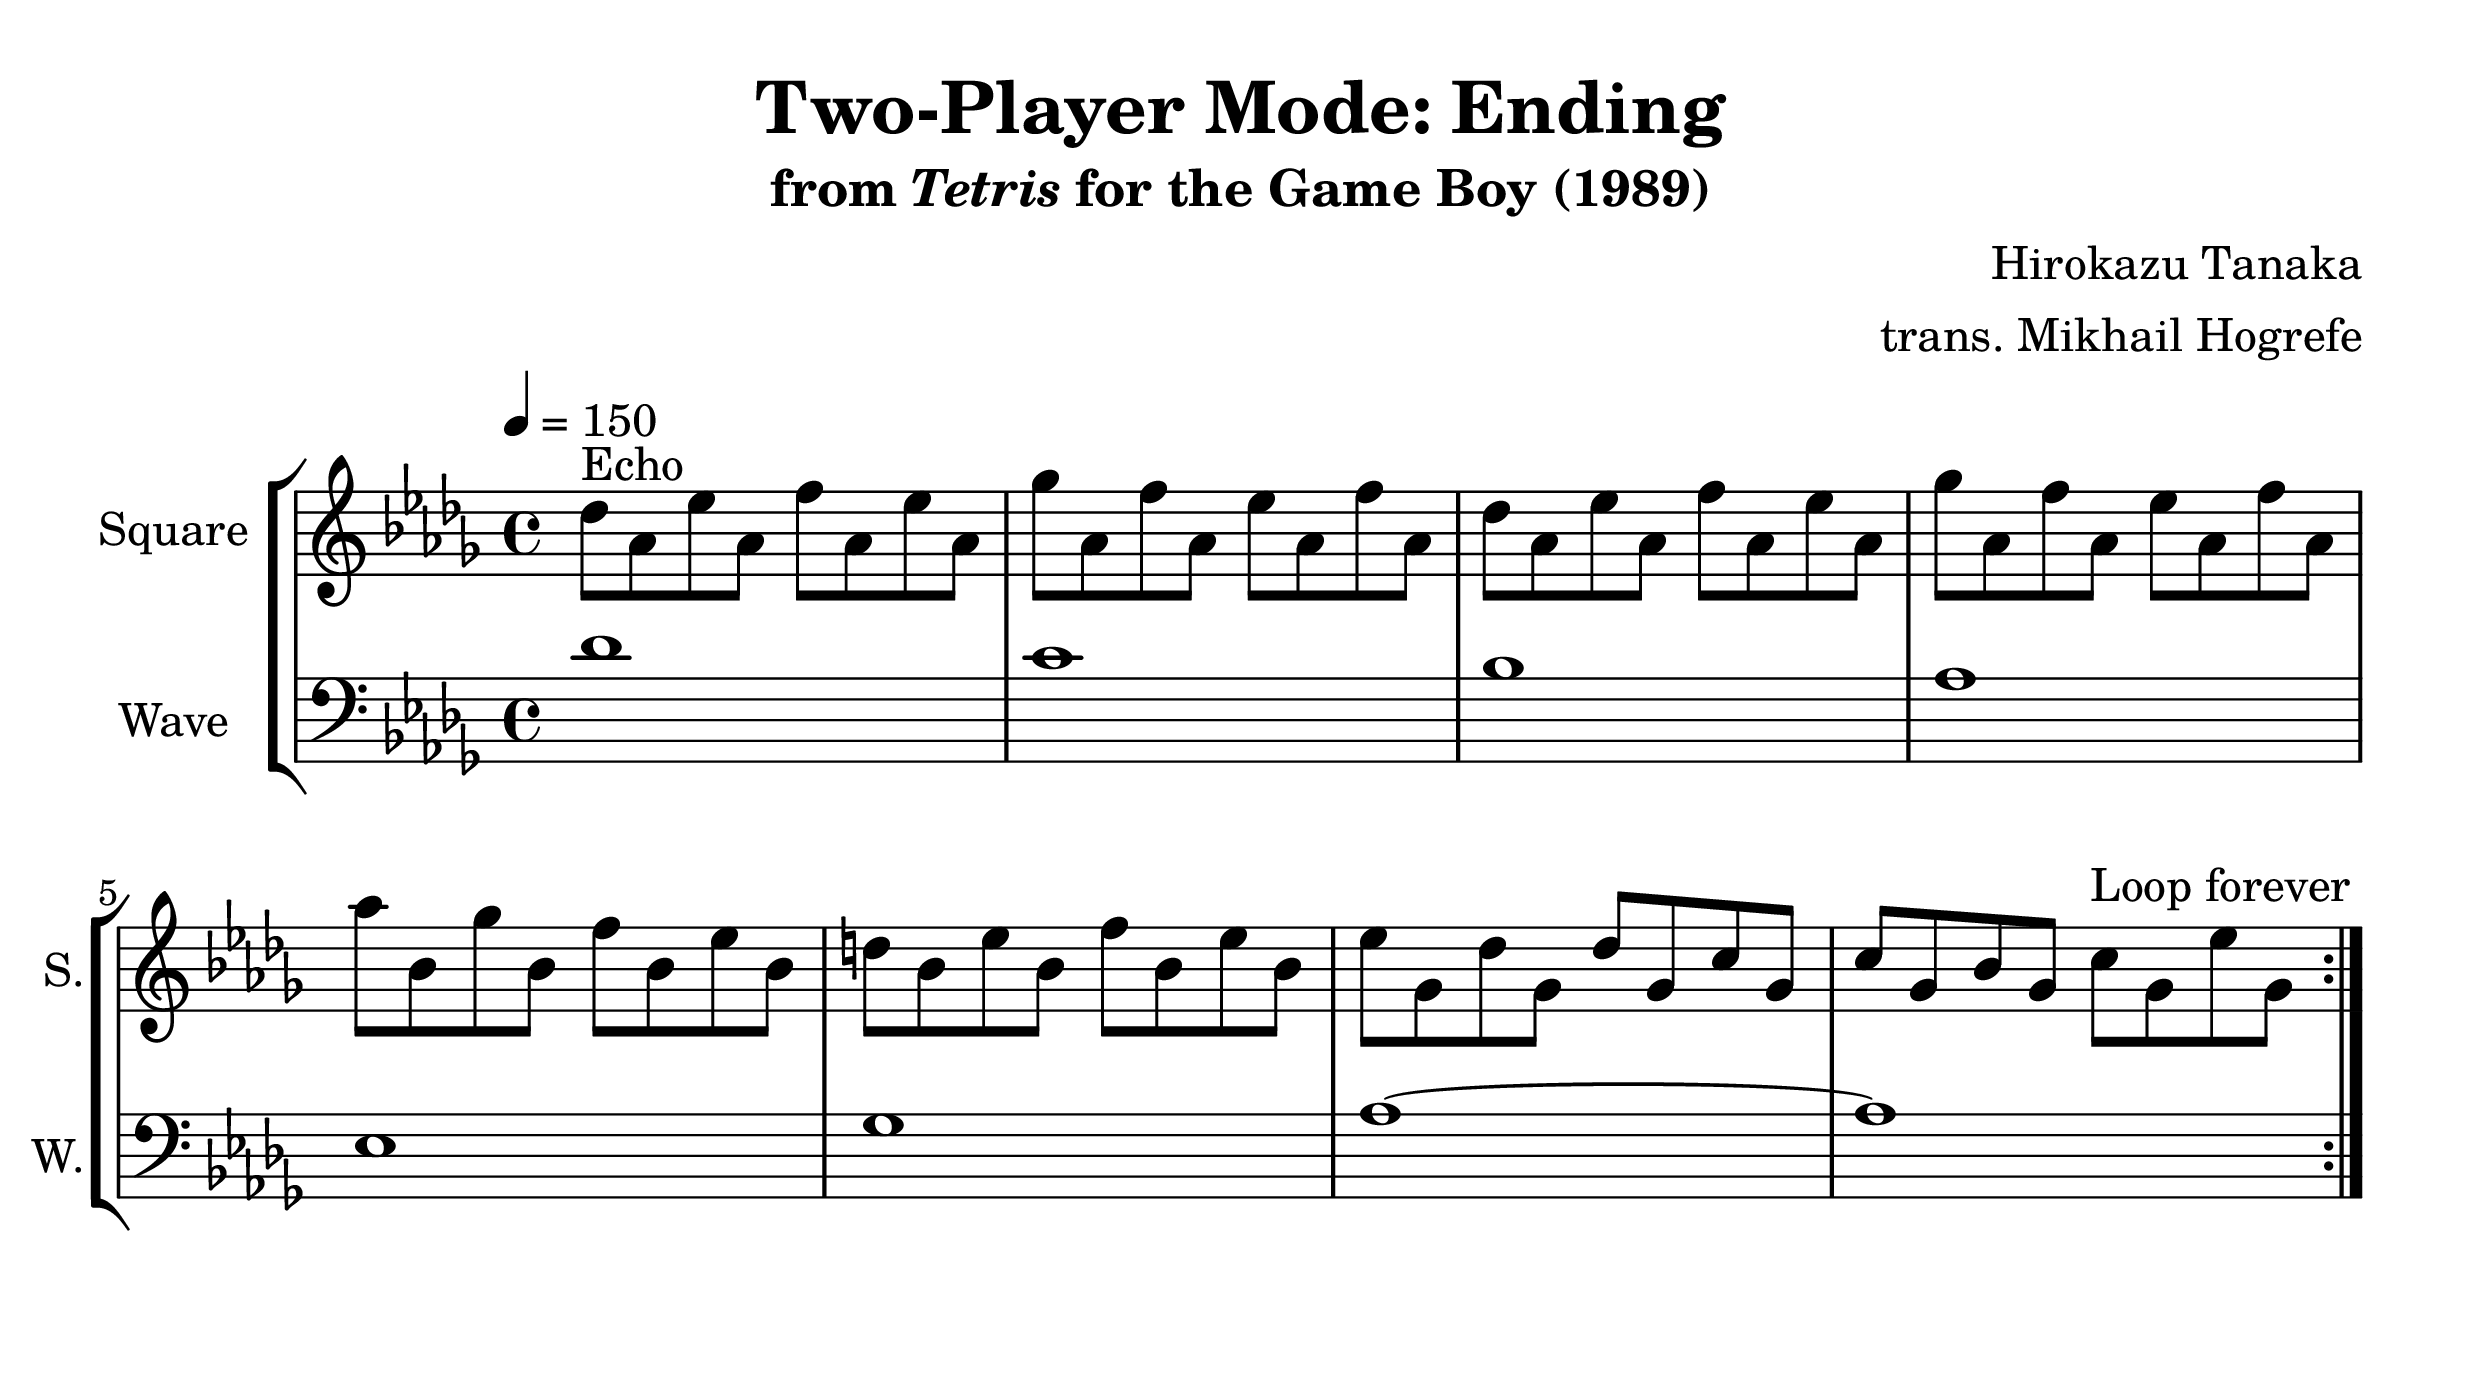 Two-Player Mode: Ending
from Tetris for the Game Boy (1989)
Hirokazu Tanaka
trans. Mikhail Hogrefe
= 150
Echo
Square
Wave
5
Loop forever
S.
W.